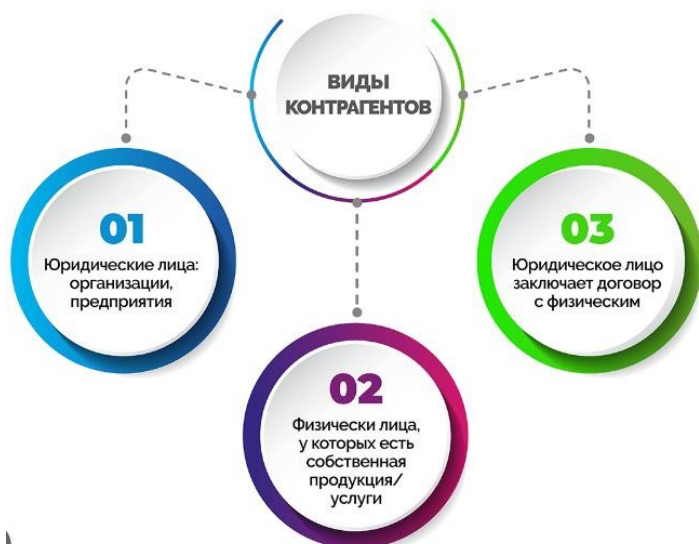 ВИДЫ
КОНТРАГЕНТОВ
01
Юридические лица:
организации,
предприятия
02
Физически лица,
у которых есть
собственная
продукция/
услуги
03
Юридическое лицо
заключает договор
с физическим